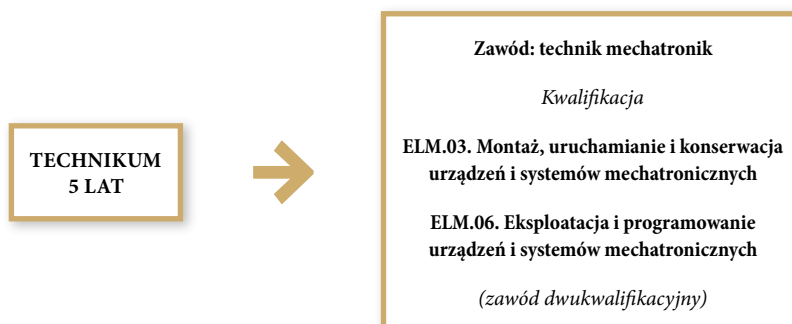 TECHNIKUM
5 LAT
Zawód: technik mechatronik
Kwalifikacja
ELM.03. Montaż, uruchamianie i konserwacja
urządzeń i systemów mechatronicznych
ELM.06. Eksploatacja i programowanie
urządzeń i systemów mechatronicznych
(zawód dwukwalifikacyjny)